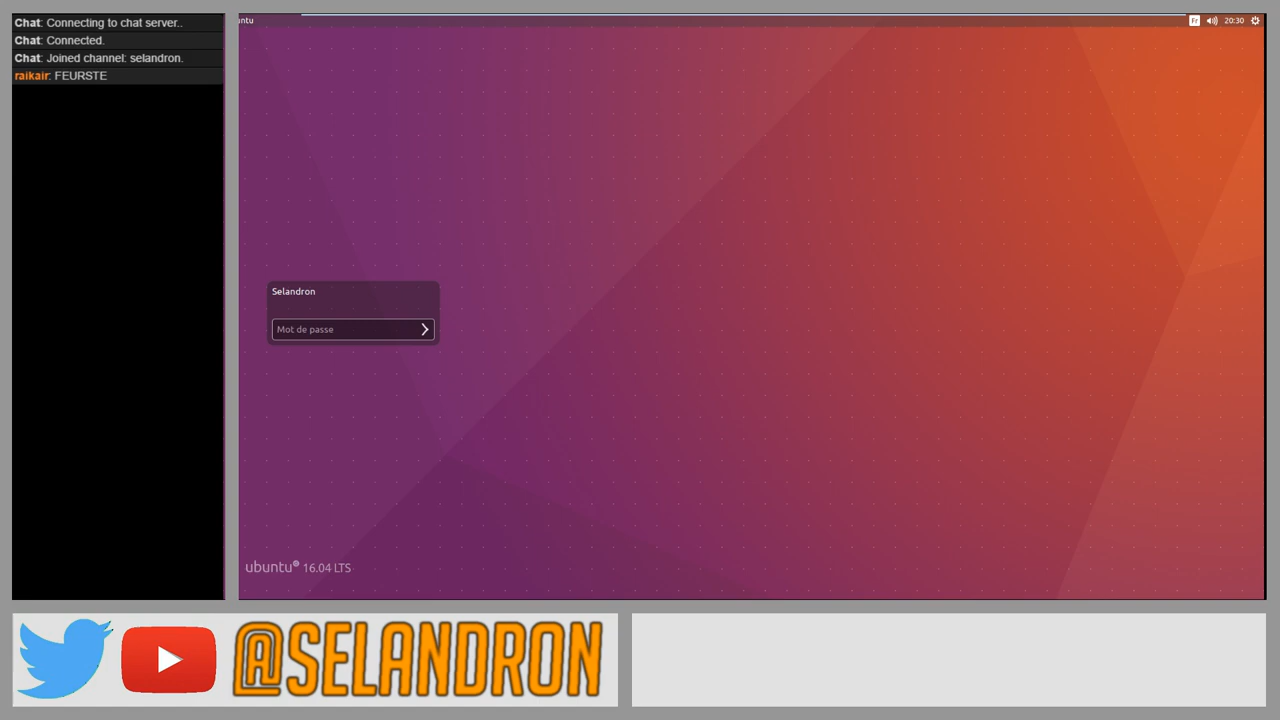 Chat: Connecting to chat server..
Chat: Connected.
Chat: Joined channel: selandron.
raikair: FEURSTE
untu
Fr
20:30
Selandron
Mot de passe
ubuntu® 16.04 LTS
@SELANDRON